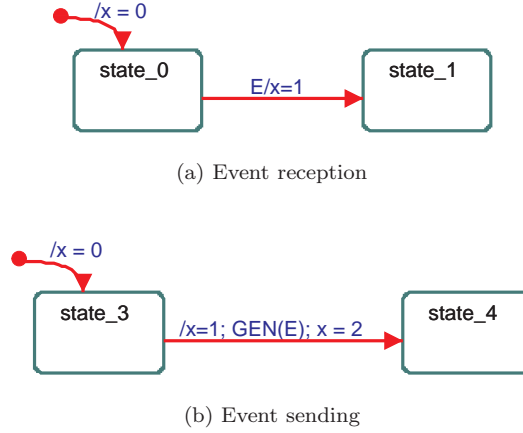 /x = 0
state_0
state_1
E/x=1
(a) Event reception
/x = 0
state_3
state_4
/x=1; GEN(E); x = 2
(b) Event sending